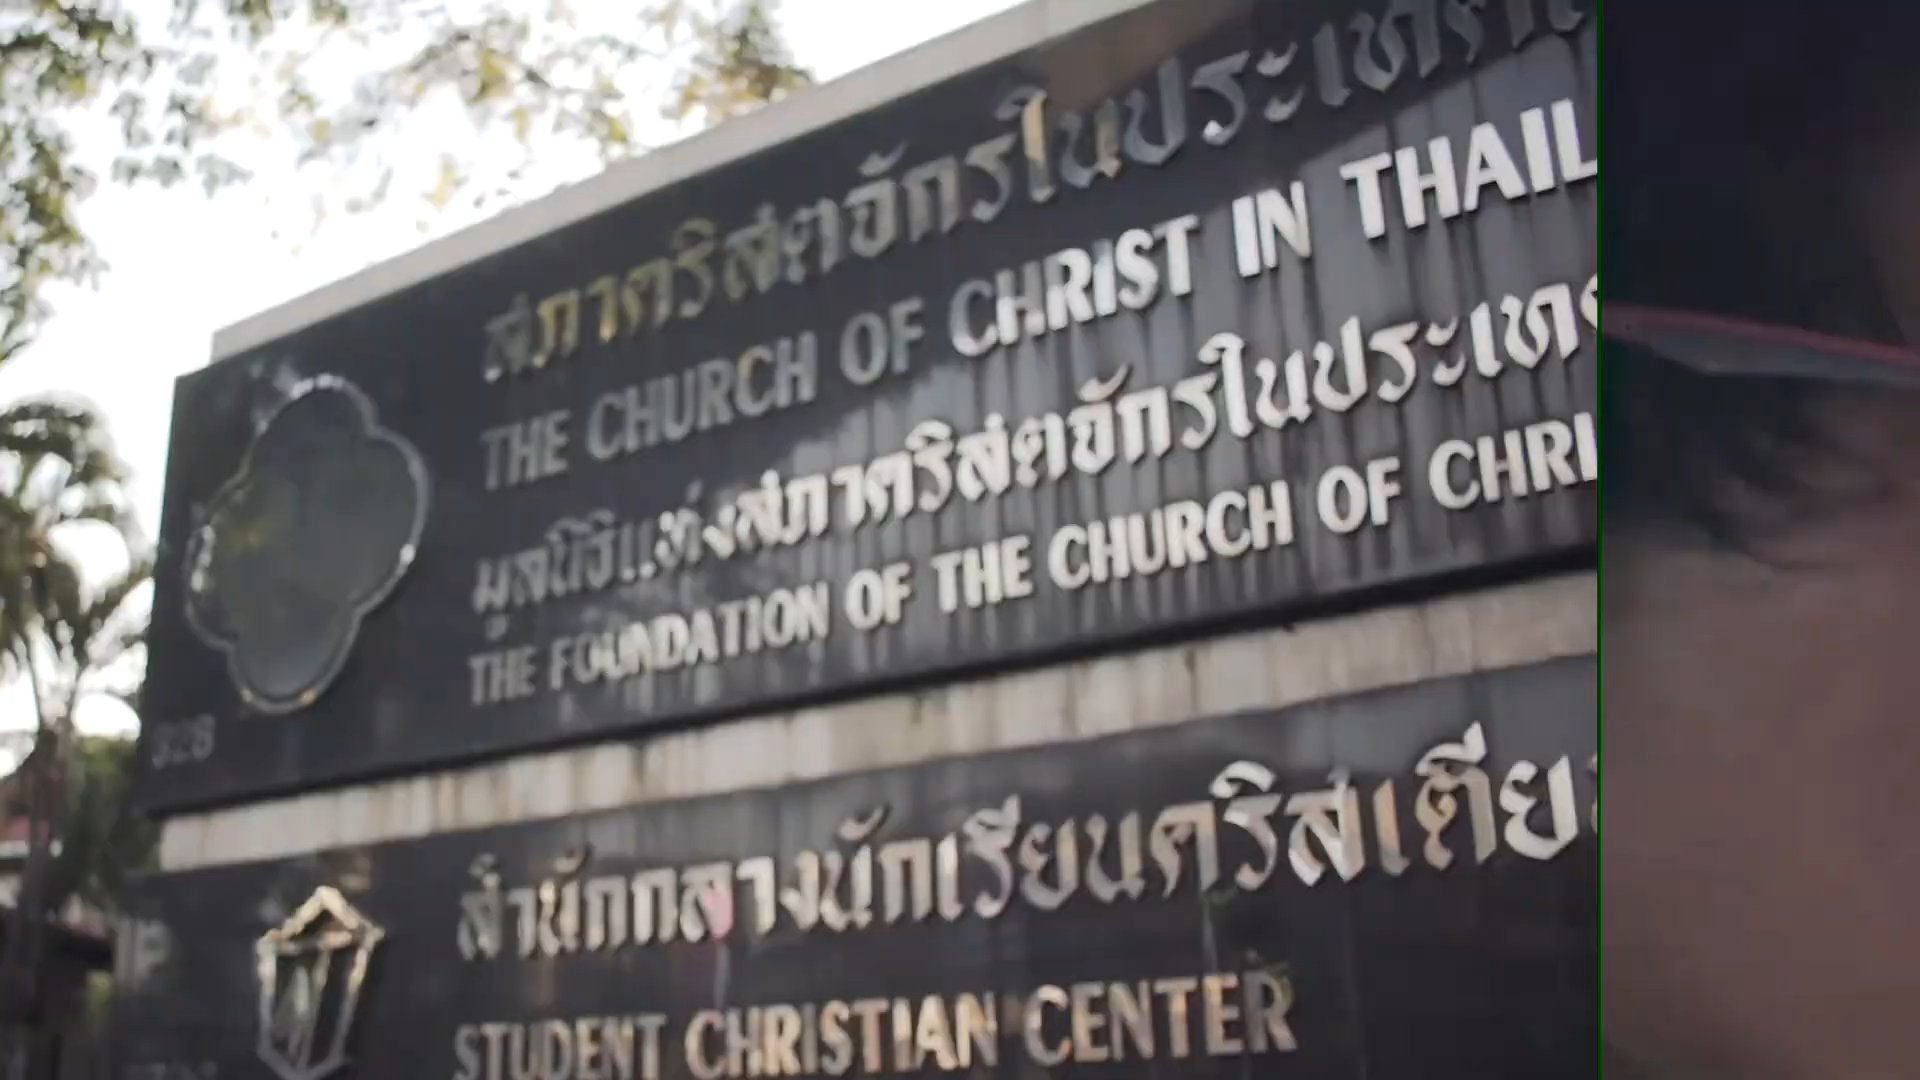 สภาคริสตจักรในประเทศ
THE CHURCH OF CHRIST IN THAIL
มูลนิธิแห่งสภาคริสตจักรในประเทศ
THE FOUNDATION OF THE CHURCH OF CHRI
328
สำนักกลางนักเรียนคริสเตีย
STUDENT CHRISTIAN CENTER